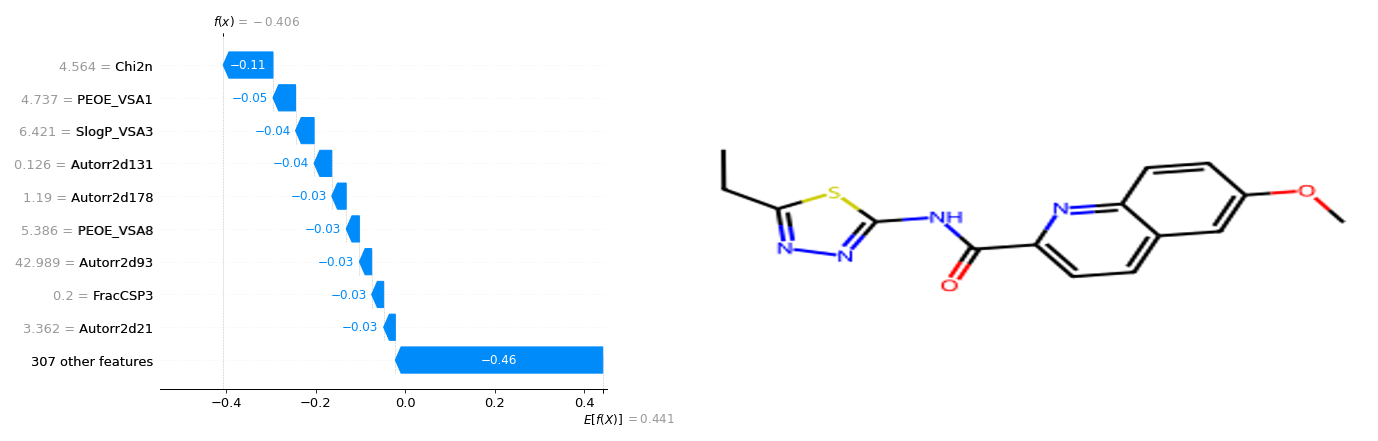 f(x) = −0.406
4.564 = Chi2n
−0.11
4.737 = PEOE_VSA1
−0.05
6.421 = SlogP_VSA3
−0.04
0.126 = Autorr2d131
−0.04
1.19 = Autorr2d178
−0.03
5.386 = PEOE_VSA8
−0.03
42.989 = Autorr2d93
−0.03
0.2 = FracCSP3
−0.03
3.362 = Autorr2d21
−0.03
307 other features
−0.46
−0.4 −0.2 0.0 0.2 0.4
E[f(X)] = 0.441
S
N
N
NH
O
N
O